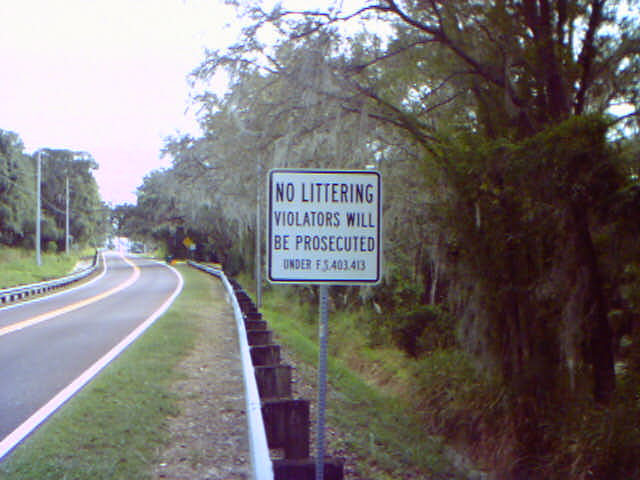 NO LITTERING
VIOLATORS WILL
BE PROSECUTED
UNDER F.S.403.413